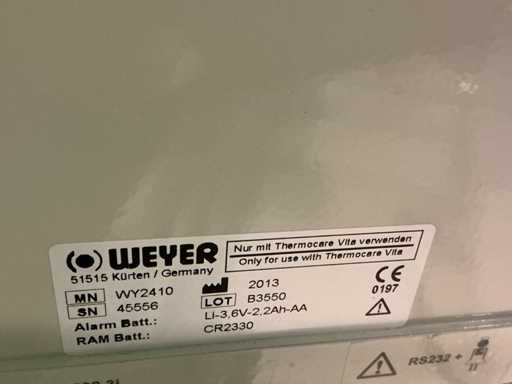 WEYER
51515 Kürten / Germany
Nur mit Thermocare Vita verwenden
Only for use with Thermocare Vita
MN WY2410
SN 45556
2013
LOT B3550
CE
0197
Alarm Batt.: Li-3,6V-2,2Ah-AA
RAM Batt.: CR2330
RS232 +